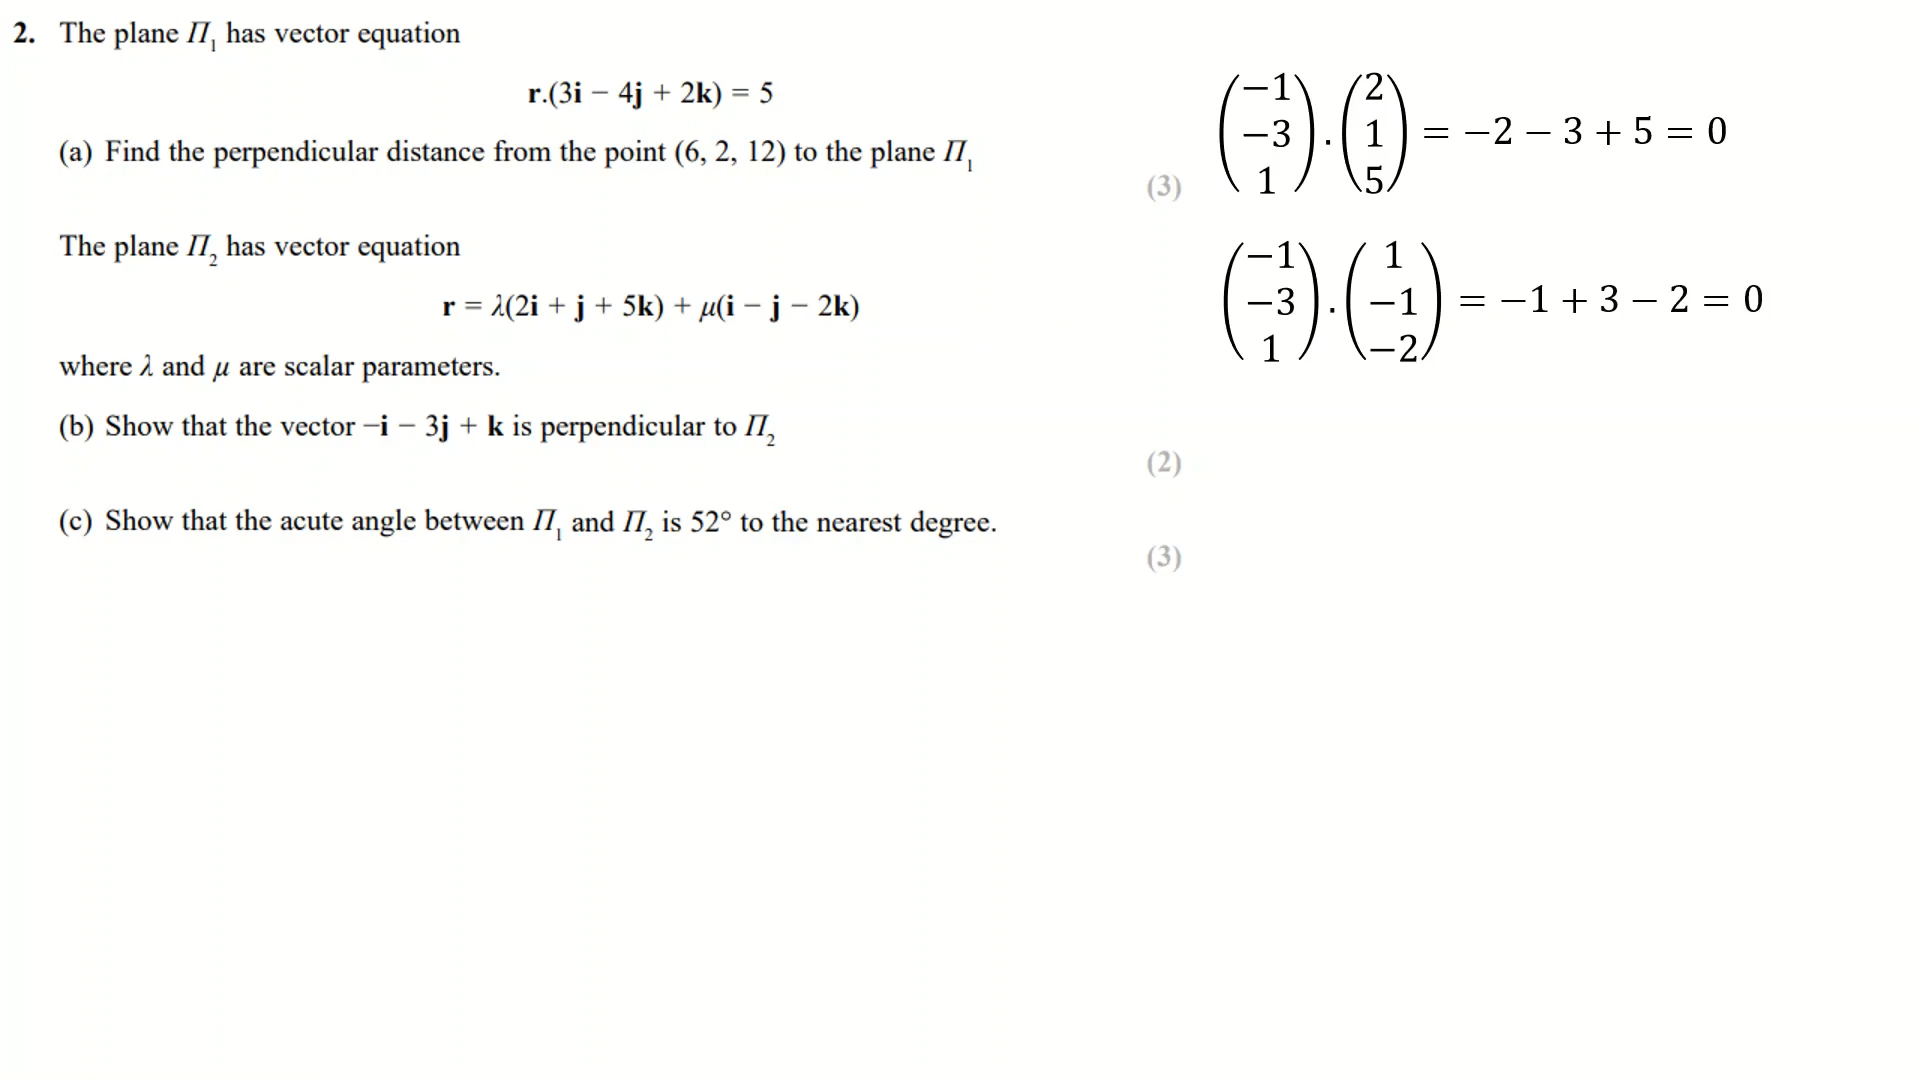 2. The plane Π₁ has vector equation
r.(3i − 4j + 2k) = 5
(a) Find the perpendicular distance from the point (6, 2, 12) to the plane Π₁
(3)
The plane Π₂ has vector equation
r = λ(2i + j + 5k) + μ(i − j − 2k)
where λ and μ are scalar parameters.
(b) Show that the vector −i − 3j + k is perpendicular to Π₂
(2)
(c) Show that the acute angle between Π₁ and Π₂ is 52° to the nearest degree.
(3)
(−1 −3 1) . (2 1 5) = −2 − 3 + 5 = 0
(−1 −3 1) . (1 −1 −2) = −1 + 3 − 2 = 0